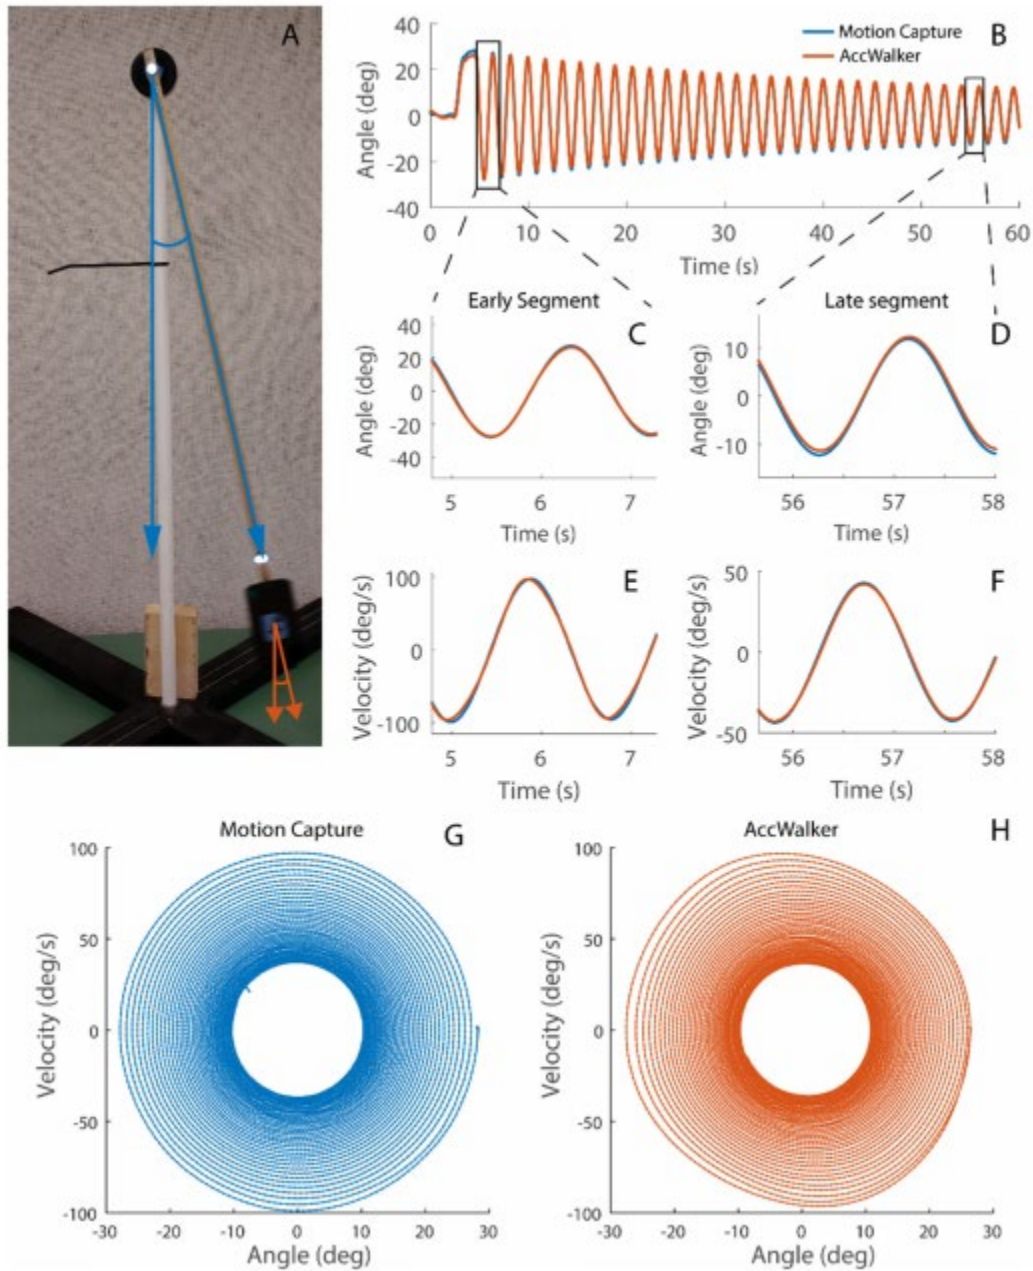 A
B
Motion Capture
AccWalker
Angle (deg)
40
20
0
-20
-40
0 10 20 30 40 50 60
Time (s)
Early Segment
C
Angle (deg)
40
20
0
-20
-40
5 6 7
Time (s)
Late segment
D
Angle (deg)
10
0
-10
56 57 58
Time (s)
E
Velocity (deg/s)
100
0
-100
5 6 7
Time (s)
F
Velocity (deg/s)
50
0
-50
56 57 58
Time (s)
Motion Capture
G
Velocity (deg/s)
100
50
0
-50
-100
-30 -20 -10 0 10 20 30
Angle (deg)
AccWalker
H
Velocity (deg/s)
100
50
0
-50
-100
-30 -20 -10 0 10 20 30
Angle (deg)